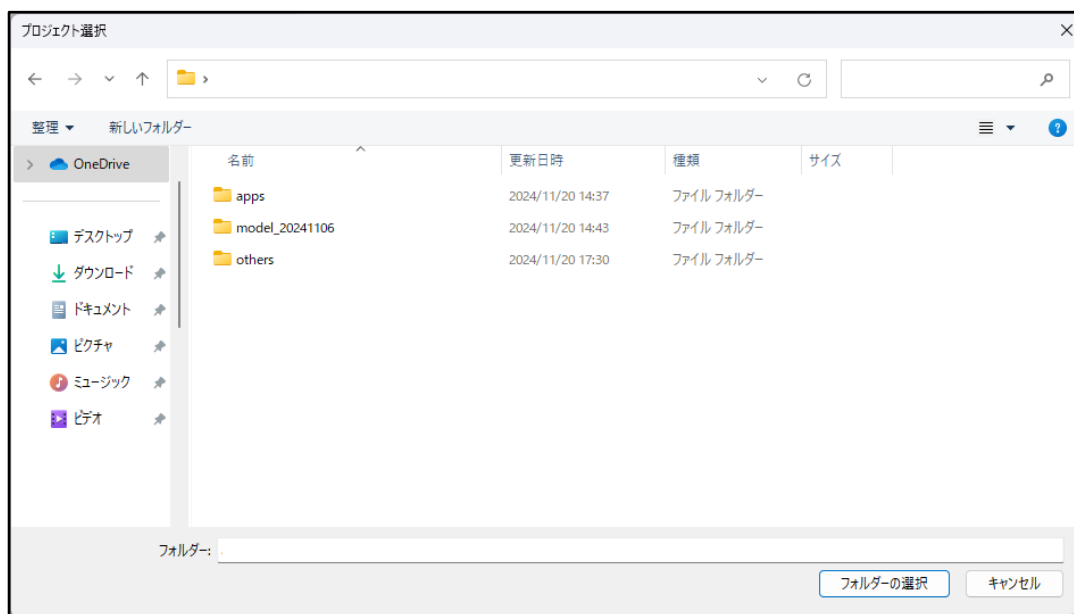 プロジェクト選択
整理 新しいフォルダー
OneDrive
デスクトップ
ダウンロード
ドキュメント
ピクチャ
ミュージック
ビデオ
名前 更新日時 種類 サイズ
apps 2024/11/20 14:37 ファイル フォルダー
model_20241106 2024/11/20 14:43 ファイル フォルダー
others 2024/11/20 17:30 ファイル フォルダー
フォルダー:
フォルダーの選択 キャンセル